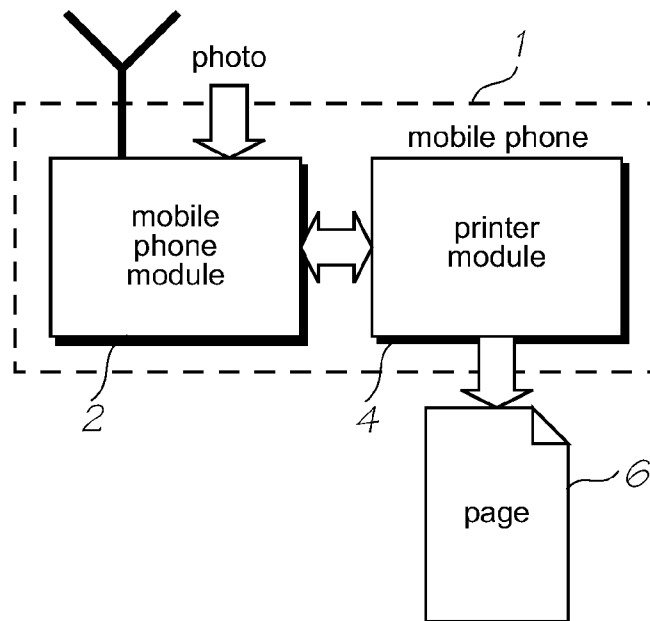 1
photo
mobile phone
mobile
phone
module
printer
module
2
4
6
page